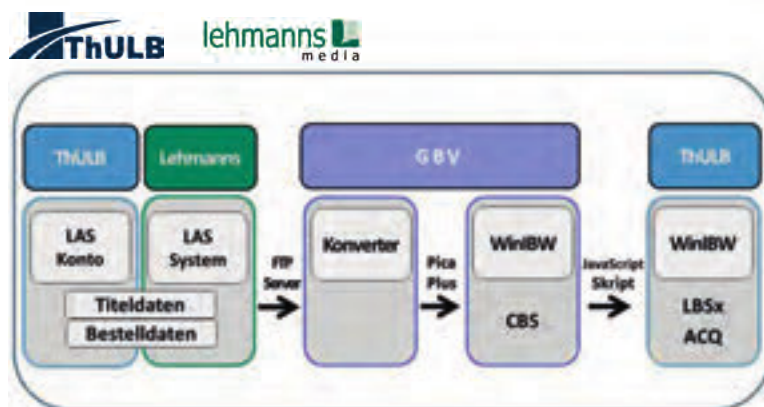 ThULB
lehmanns
media
ThULB
Lehmanns
GBV
ThULB
LAS
Konto
LAS
System
FTP
Server
Konverter
Pica
Plus
WinIBW
JavaScript
Skript
WinIBW
Titeldaten
Bestelldaten
CBS
LBSx
ACQ